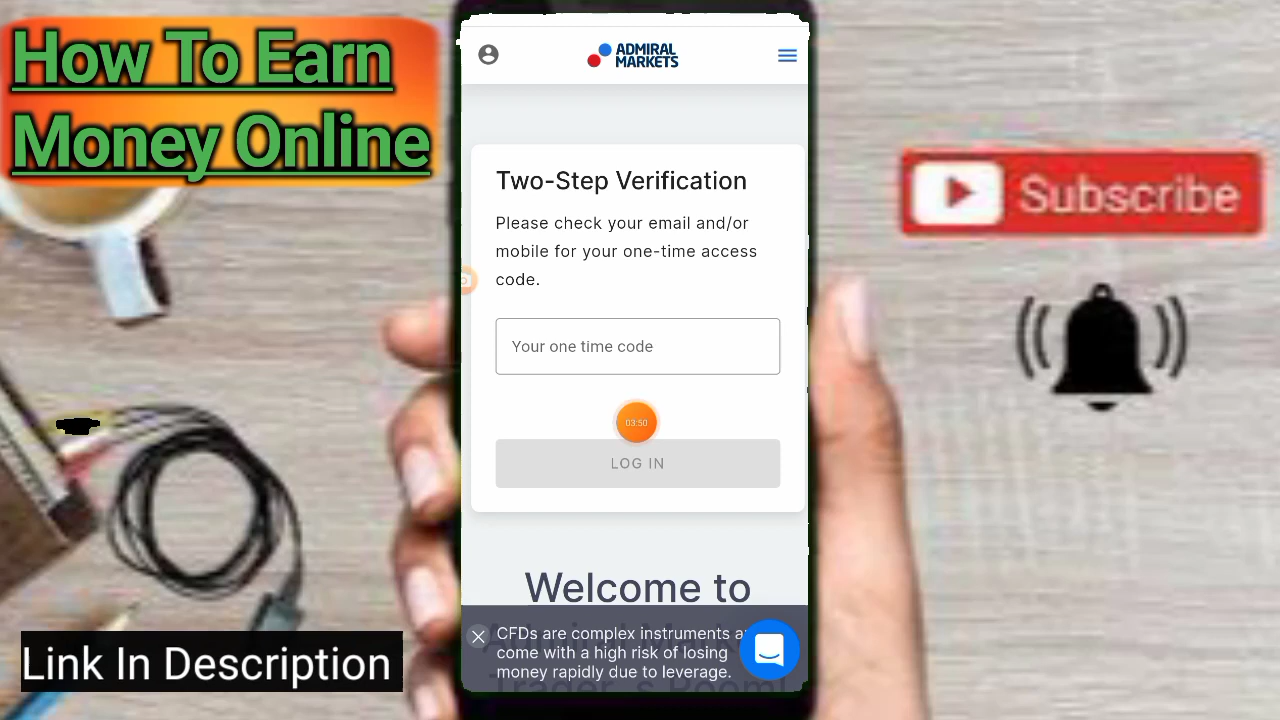 How To Earn
Money Online
ADMIRAL
MARKETS
Two-Step Verification
Please check your email and/or
mobile for your one-time access
code.
Your one time code
03:50
LOG IN
Subscribe
Welcome to
CFDs are complex instruments
come with a high risk of losing
money rapidly due to leverage.
Link In Description